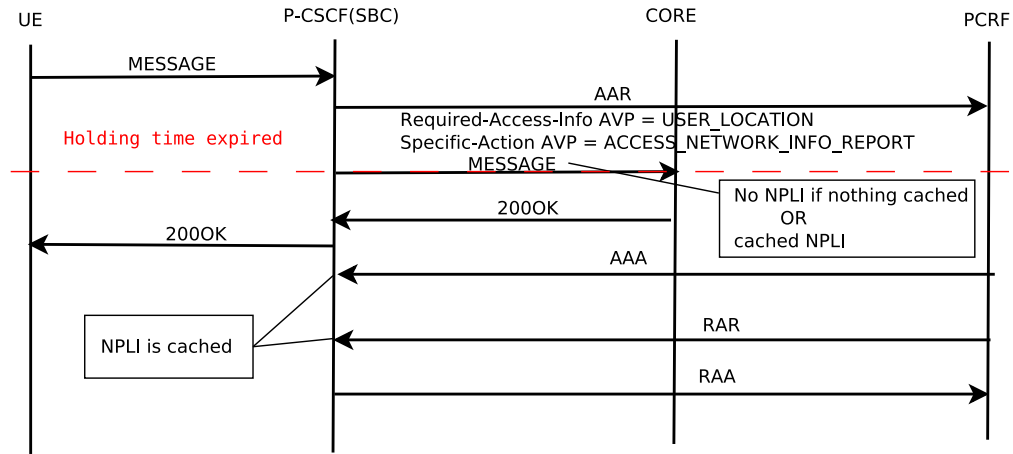 UE
P-CSCF(SBC)
CORE
PCRF
MESSAGE
AAR
Required-Access-Info AVP = USER_LOCATION
Holding time expired
Specific-Action AVP = ACCESS_NETWORK_INFO_REPORT
MESSAGE
No NPLI if nothing cached
OR
cached NPLI
200OK
200OK
AAA
RAR
NPLI is cached
RAA